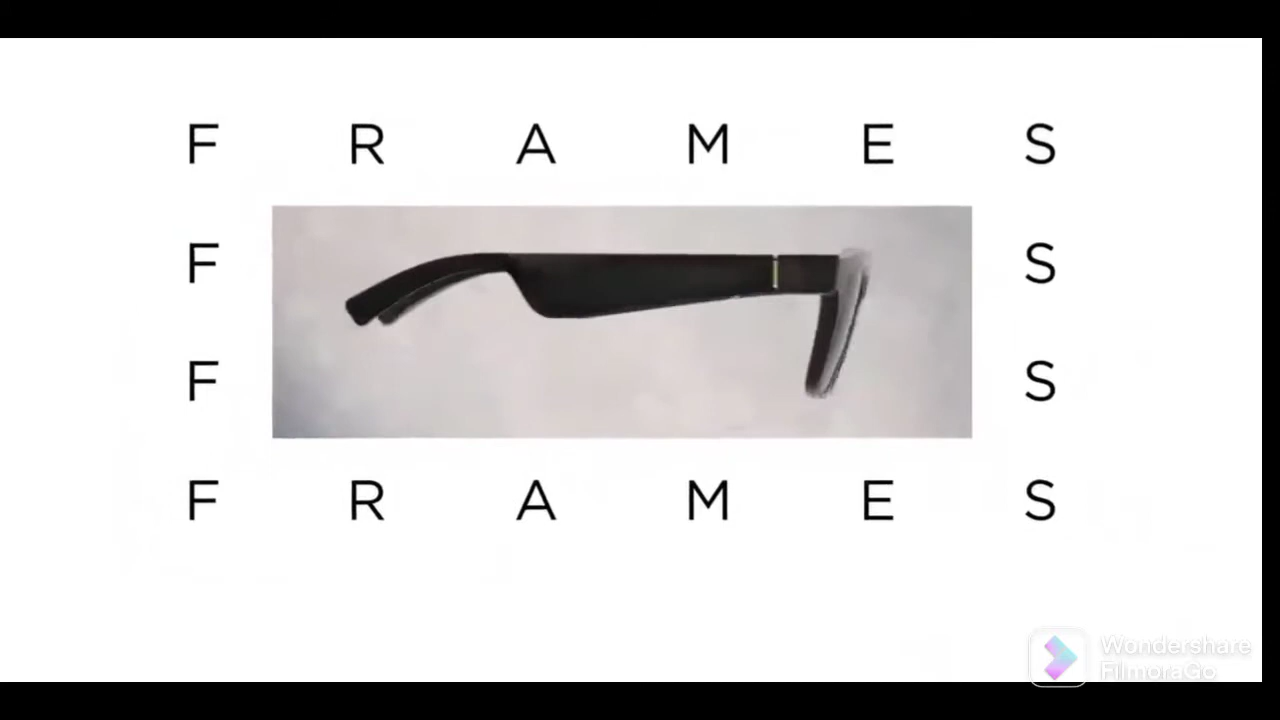 F R A M E S
F S
F S
F R A M E S
Wondershare
FilmoraGo